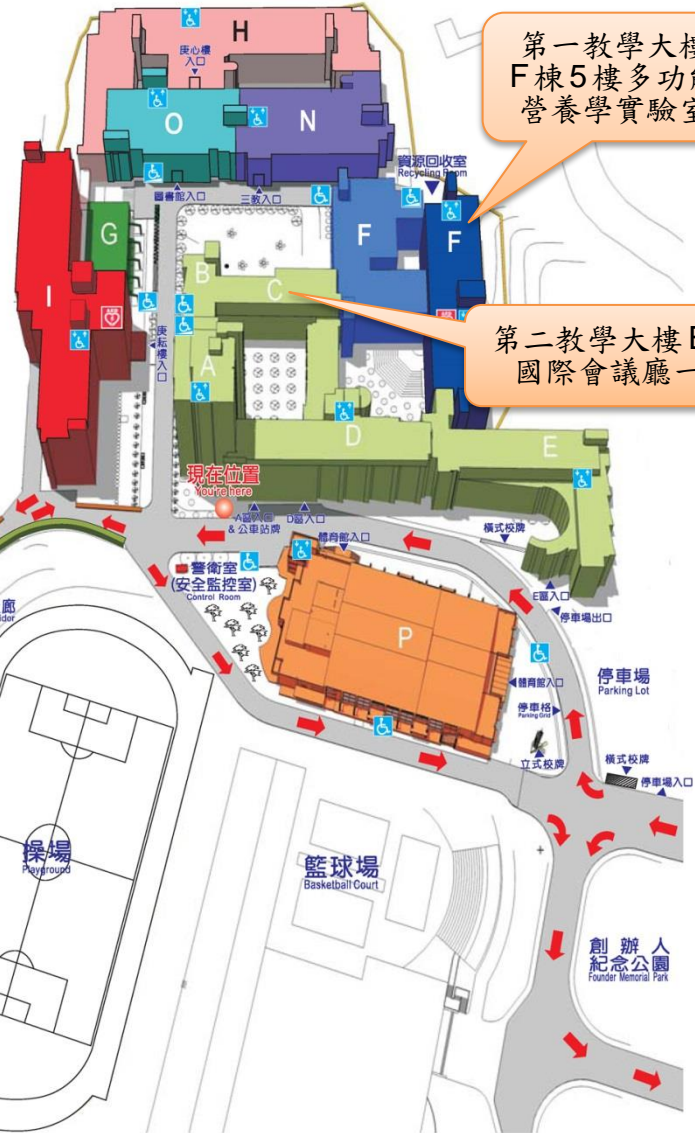 H
庚心樓
入口
第一教學大樓
F棟5樓多功能
營養學實驗室
O
N
資源回收室
Recycling Room
圖書館入口
三教入口
G
F
F
B
C
I
AED
AED
庚耘樓入口
第二教學大樓
國際會議廳一
A
D
E
現在位置
You're here
A區入口
& 公車站牌
D區入口
體育館入口
橫式校牌
警衛室
(安全監控室)
Control Room
E區入口
停車場出口
廊
P
停車場
Parking Lot
體育館入口
停車格
Parking Grid
立式校牌
橫式校牌
停車場入口
操場
Playground
籃球場
Basketball Court
創辦人
紀念公園
Founder Memorial Park